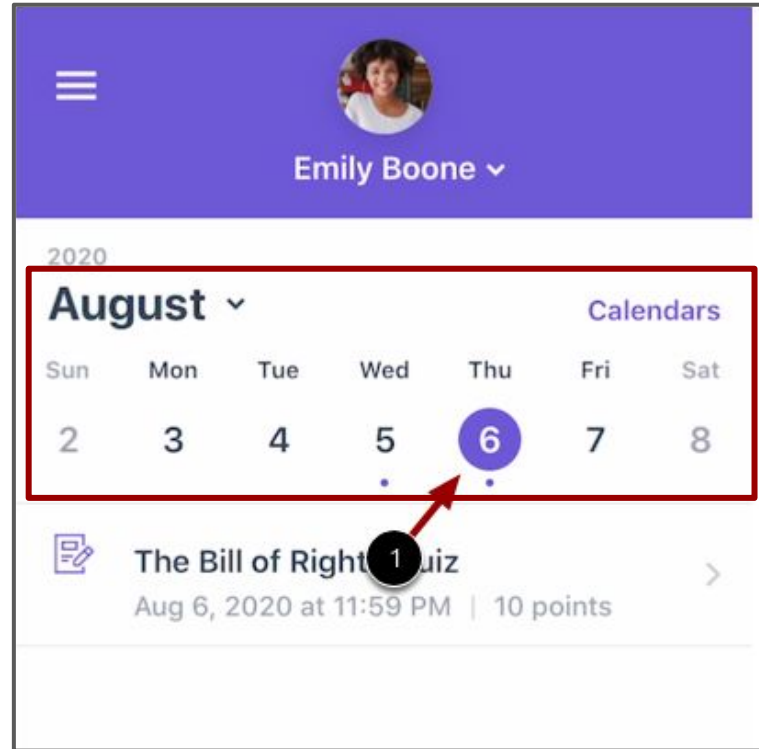 Emily Boone
2020
August
Calendars
Sun Mon Tue Wed Thu Fri Sat
2 3 4 5 6 7 8
1
The Bill of Right uiz
Aug 6, 2020 at 11:59 PM | 10 points